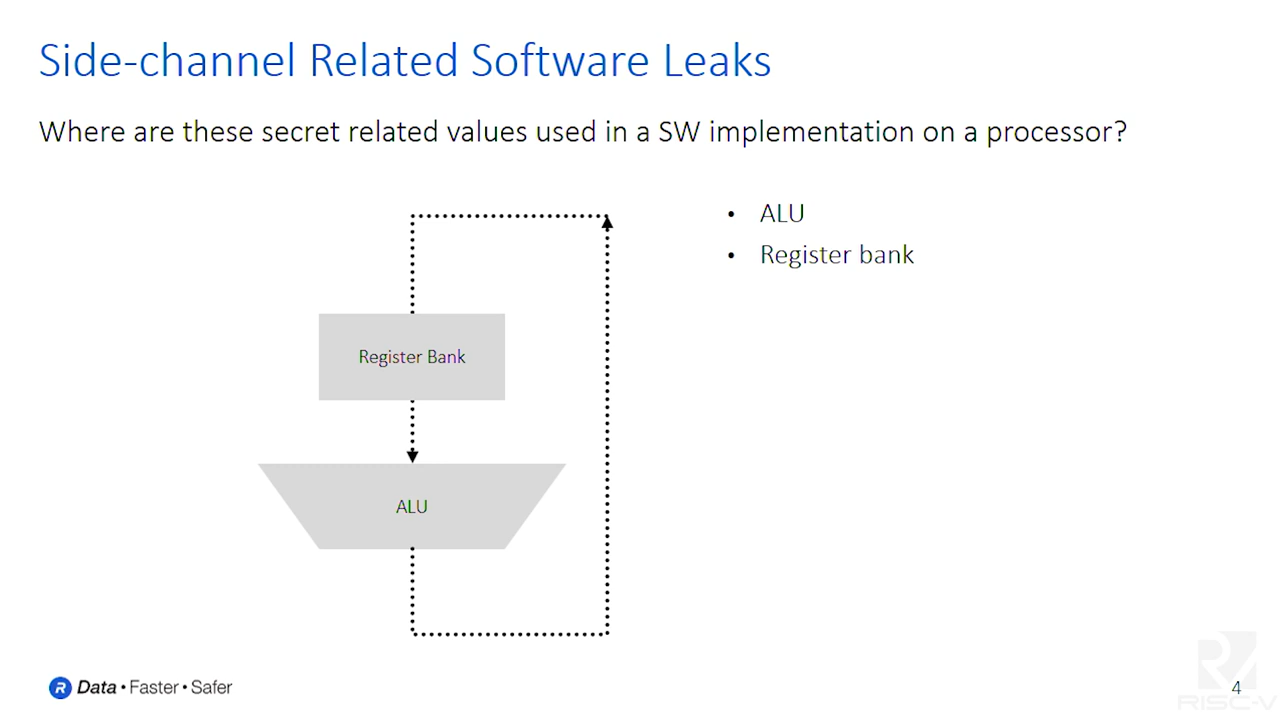 Side-channel Related Software Leaks
Where are these secret related values used in a SW implementation on a processor?
• ALU
• Register bank
Register Bank
ALU
R Data • Faster • Safer
4
RISC-V